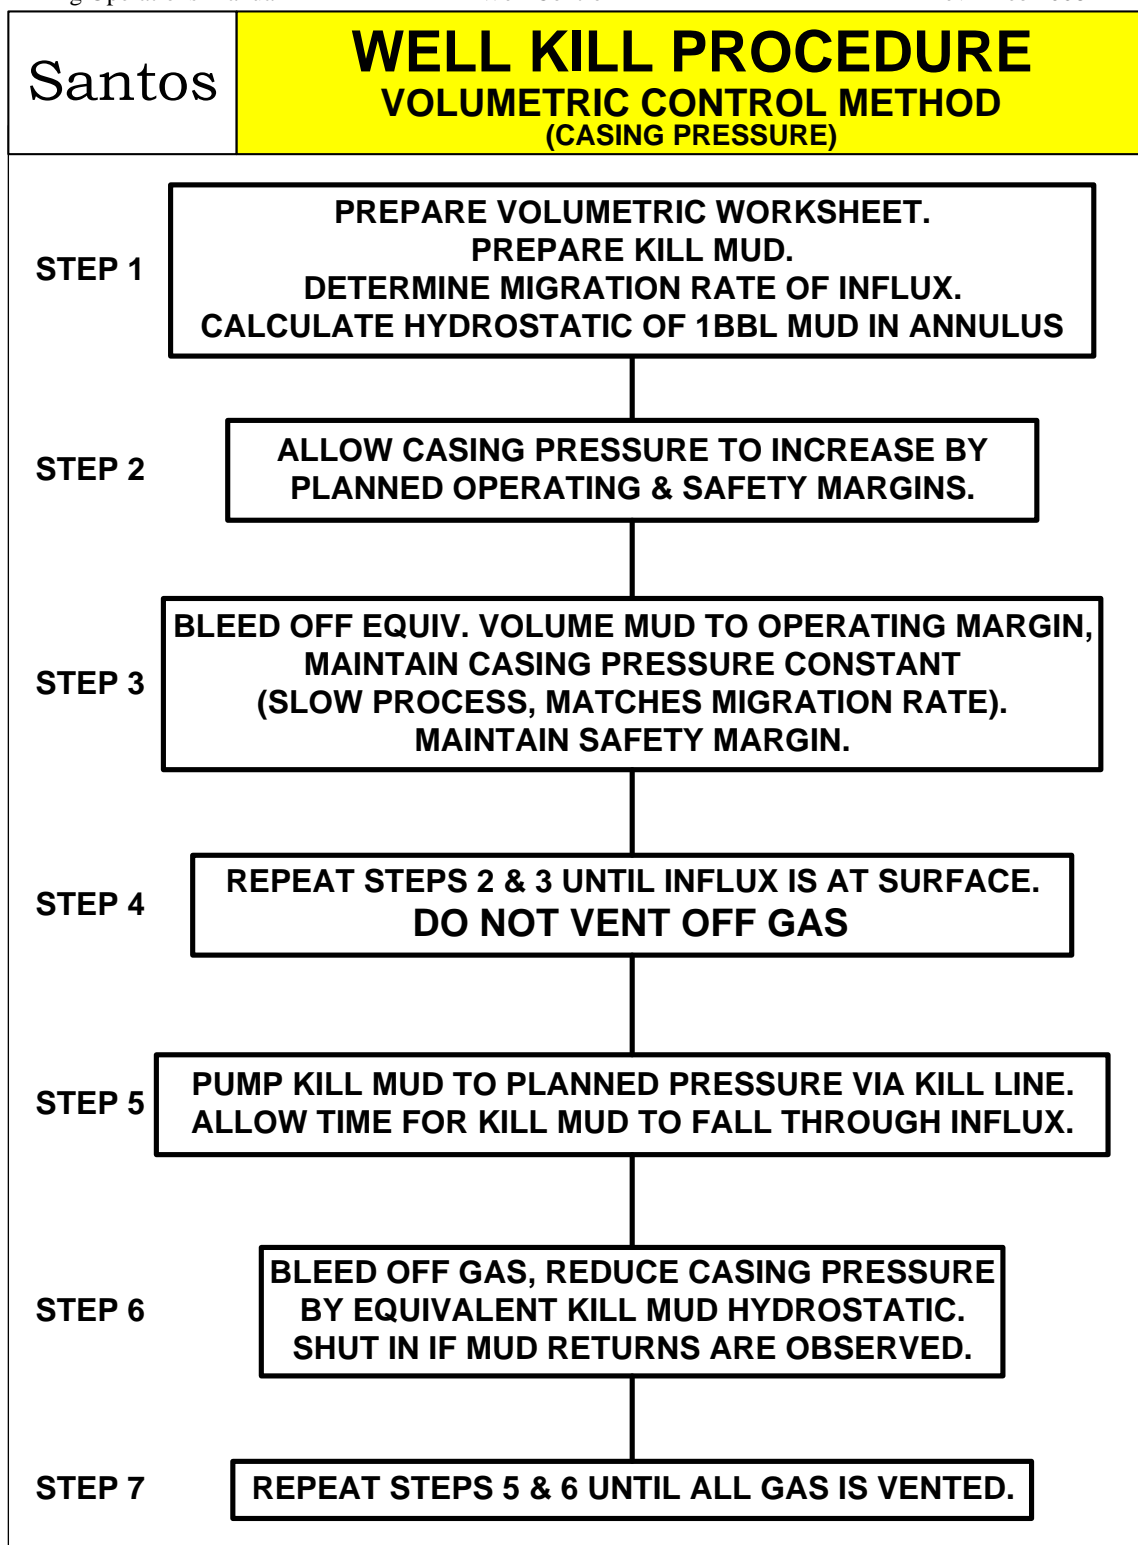 Santos
WELL KILL PROCEDURE
VOLUMETRIC CONTROL METHOD
(CASING PRESSURE)
STEP 1
PREPARE VOLUMETRIC WORKSHEET.
PREPARE KILL MUD.
DETERMINE MIGRATION RATE OF INFLUX.
CALCULATE HYDROSTATIC OF 1BBL MUD IN ANNULUS
STEP 2
ALLOW CASING PRESSURE TO INCREASE BY
PLANNED OPERATING & SAFETY MARGINS.
STEP 3
BLEED OFF EQUIV. VOLUME MUD TO OPERATING MARGIN,
MAINTAIN CASING PRESSURE CONSTANT
(SLOW PROCESS, MATCHES MIGRATION RATE).
MAINTAIN SAFETY MARGIN.
STEP 4
REPEAT STEPS 2 & 3 UNTIL INFLUX IS AT SURFACE.
DO NOT VENT OFF GAS
STEP 5
PUMP KILL MUD TO PLANNED PRESSURE VIA KILL LINE.
ALLOW TIME FOR KILL MUD TO FALL THROUGH INFLUX.
STEP 6
BLEED OFF GAS, REDUCE CASING PRESSURE
BY EQUIVALENT KILL MUD HYDROSTATIC.
SHUT IN IF MUD RETURNS ARE OBSERVED.
STEP 7
REPEAT STEPS 5 & 6 UNTIL ALL GAS IS VENTED.